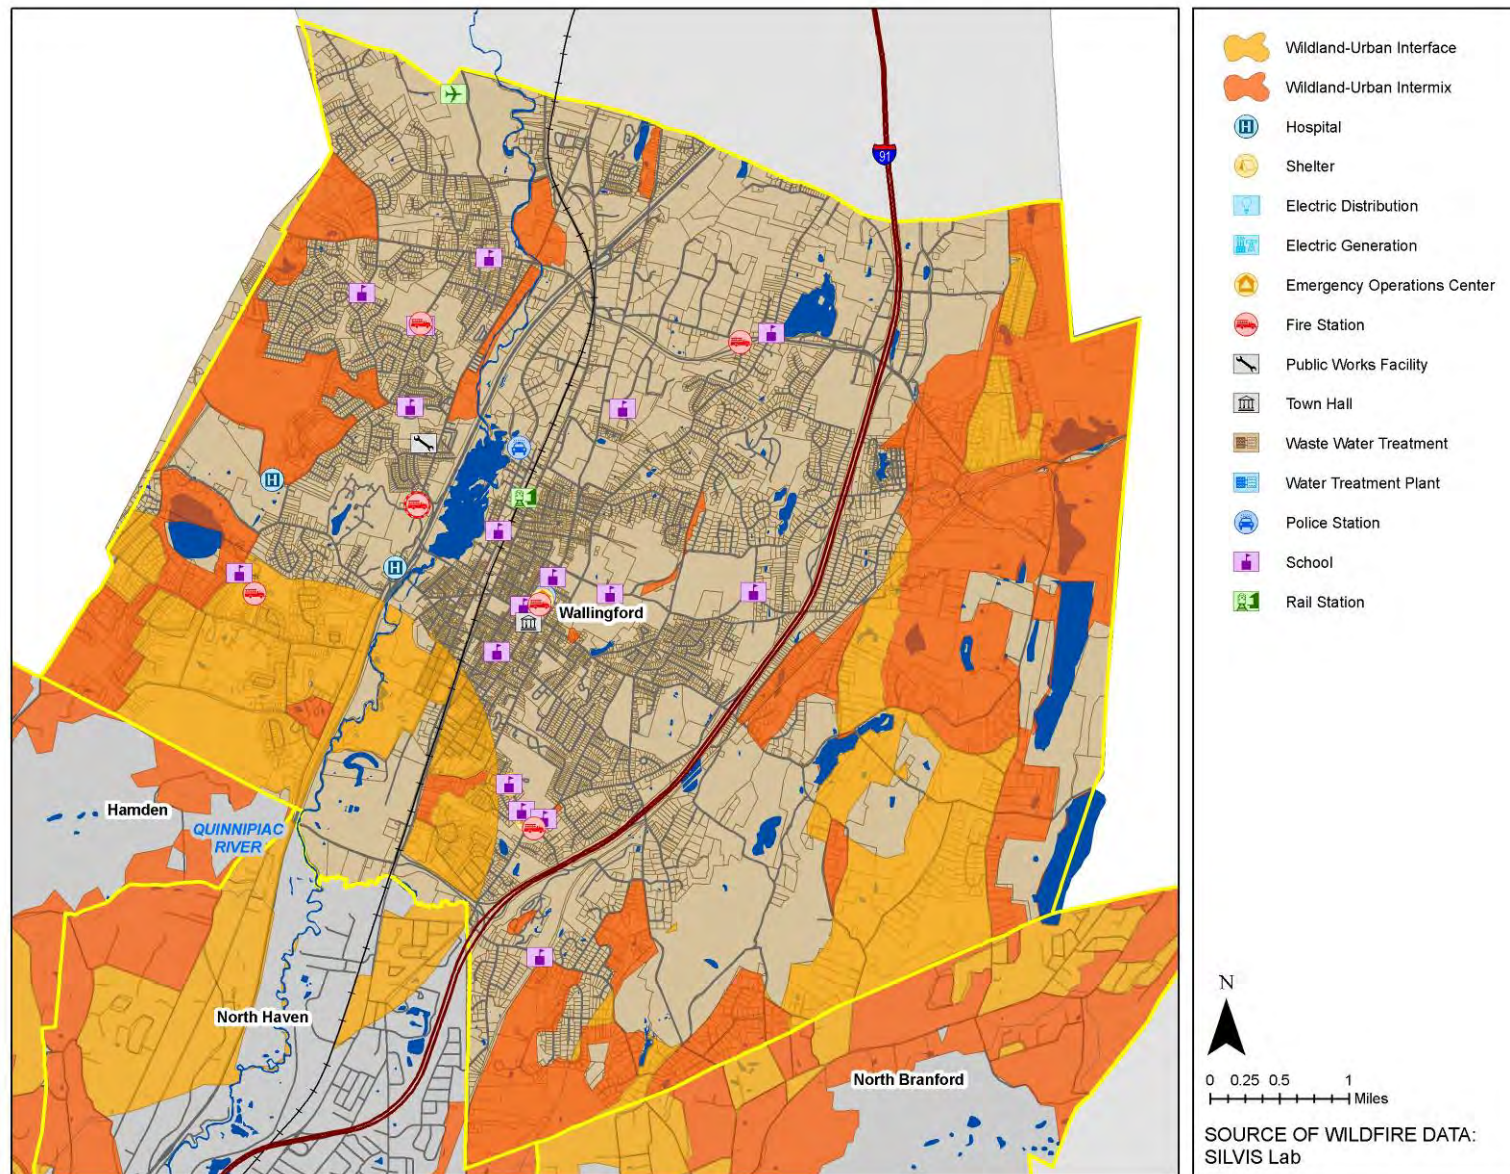 91
Wallingford
Hamden
QUINNIPIAC
RIVER
North Haven
North Branford
Wildland-Urban Interface
Wildland-Urban Intermix
Hospital
Shelter
Electric Distribution
Electric Generation
Emergency Operations Center
Fire Station
Public Works Facility
Town Hall
Waste Water Treatment
Water Treatment Plant
Police Station
School
Rail Station
N
0 0.25 0.5 1
Miles
SOURCE OF WILDFIRE DATA:
SILVIS Lab